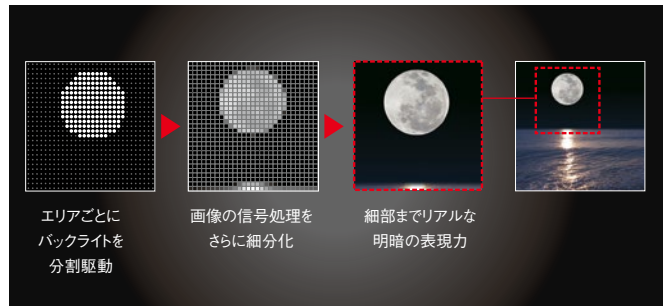 エリアごとに
バックライトを
分割駆動
画像の信号処理を
さらに細分化
細部までリアルな
明暗の表現力